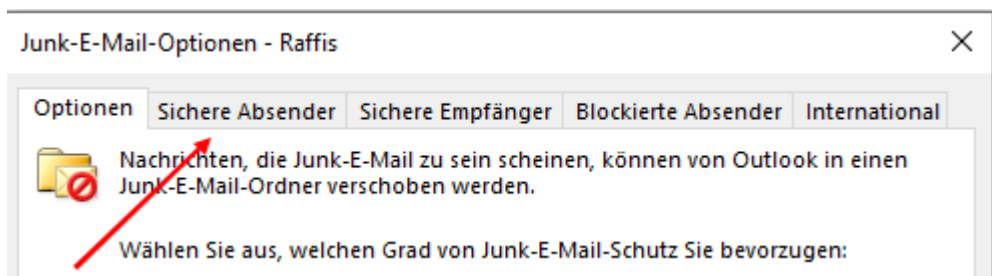 Junk-E-Mail-Optionen - Raffis
Optionen Sichere Absender Sichere Empfänger Blockierte Absender International
Nachrichten, die Junk-E-Mail zu sein scheinen, können von Outlook in einen
Junk-E-Mail-Ordner verschoben werden.
Wählen Sie aus, welchen Grad von Junk-E-Mail-Schutz Sie bevorzugen: